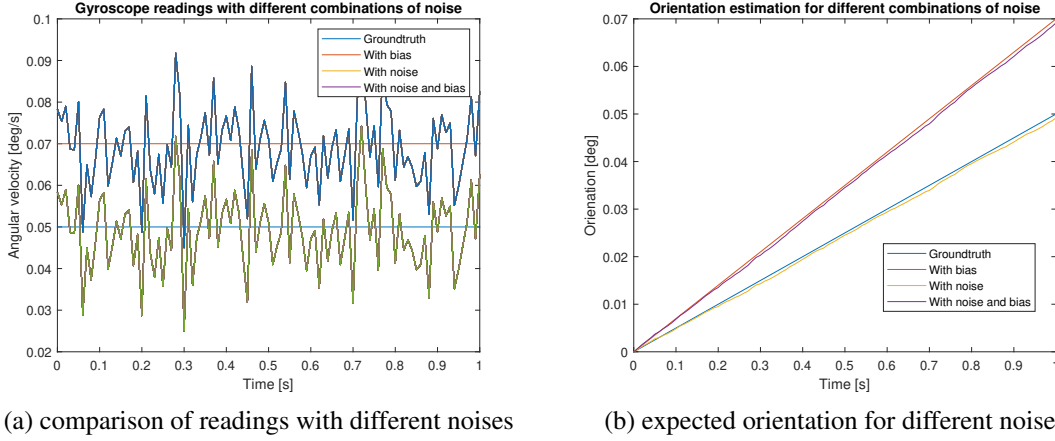 Gyroscope readings with different combinations of noise
0.1
0.09
0.08
0.07
0.06
0.05
0.04
0.03
0.02
Angular velocity [deg/s]
Groundtruth
With bias
With noise
With noise and bias
0 0.1 0.2 0.3 0.4 0.5 0.6 0.7 0.8 0.9 1
Time [s]
(a) comparison of readings with different noises
Orientation estimation for different combinations of noise
0.07
0.06
0.05
0.04
0.03
0.02
0.01
0
Orienation [deg]
Groundtruth
With bias
With noise
With noise and bias
0 0.1 0.2 0.3 0.4 0.5 0.6 0.7 0.8 0.9 1
Time [s]
(b) expected orientation for different noise